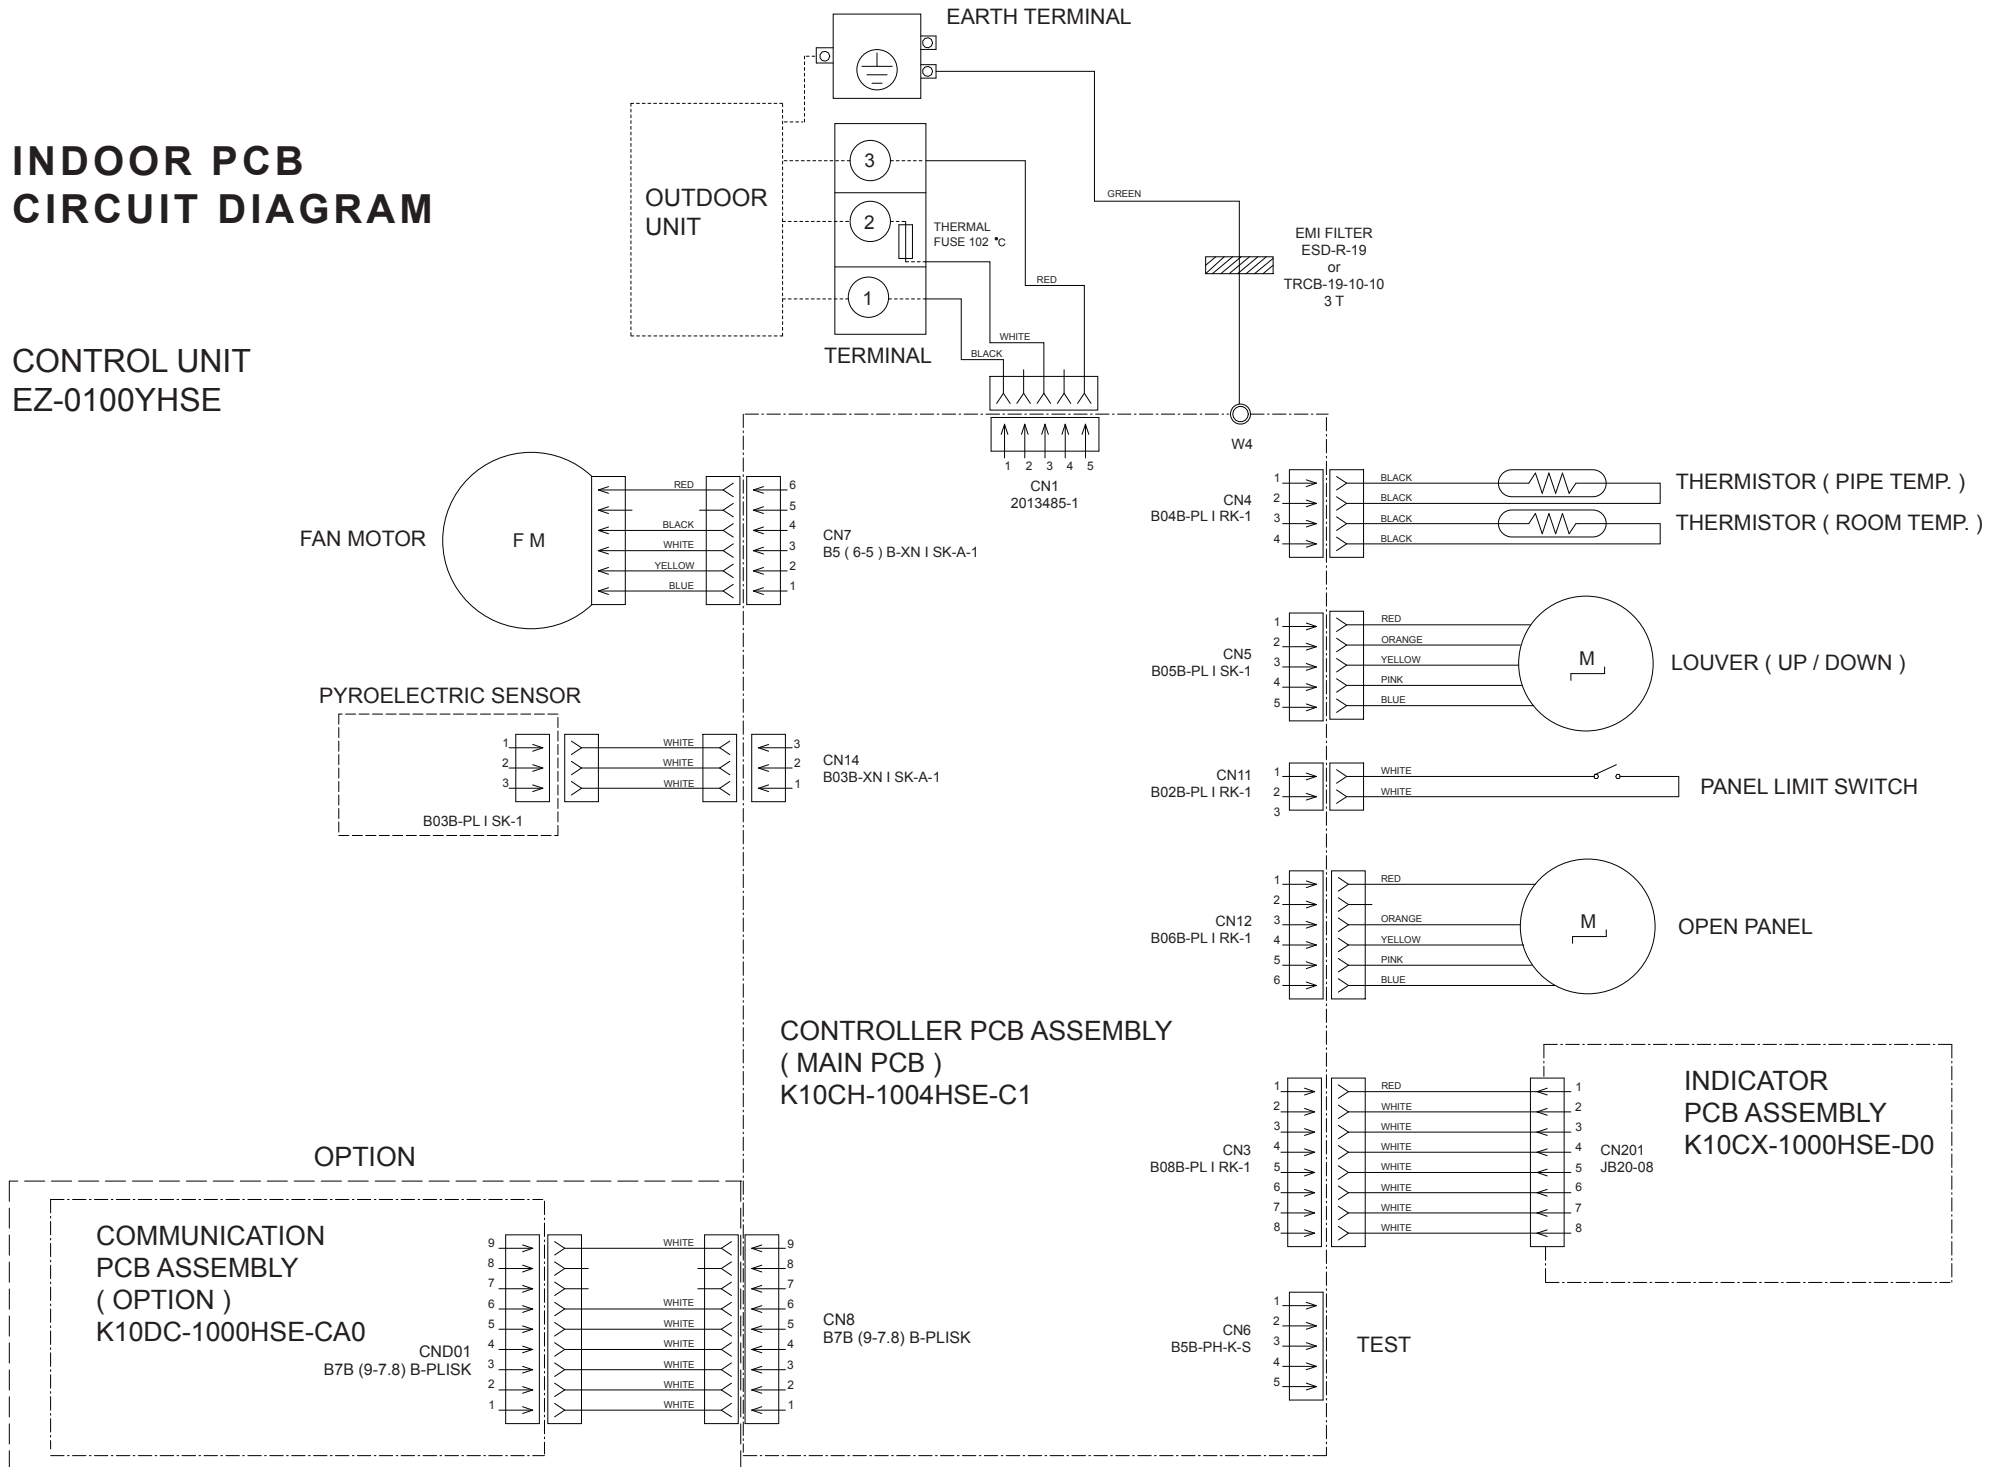 INDOOR PCB
CIRCUIT DIAGRAM
CONTROL UNIT
EZ-0100YHSE
EARTH TERMINAL
OUTDOOR
UNIT
3
2
1
THERMAL
FUSE 102 °C
TERMINAL
RED
WHITE
BLACK
GREEN
EMI FILTER
ESD-R-19
or
TRCB-19-10-10
3 T
W4
1 2 3 4 5
CN1
2013485-1
FAN MOTOR
F M
RED
BLACK
WHITE
YELLOW
BLUE
6
5
4
3
2
1
CN7
B5 ( 6-5 ) B-XN I SK-A-1
PYROELECTRIC SENSOR
1
2
3
B03B-PL I SK-1
WHITE
WHITE
WHITE
3
2
1
CN14
B03B-XN I SK-A-1
CN4
B04B-PL I RK-1
1
2
3
4
BLACK
BLACK
BLACK
BLACK
THERMISTOR ( PIPE TEMP. )
THERMISTOR ( ROOM TEMP. )
CN5
B05B-PL I SK-1
1
2
3
4
5
RED
ORANGE
YELLOW
PINK
BLUE
M
LOUVER ( UP / DOWN )
CN11
B02B-PL I RK-1
1
2
3
WHITE
WHITE
PANEL LIMIT SWITCH
CN12
B06B-PL I RK-1
1
2
3
4
5
6
RED
ORANGE
YELLOW
PINK
BLUE
M
OPEN PANEL
CONTROLLER PCB ASSEMBLY
( MAIN PCB )
K10CH-1004HSE-C1
CN3
B08B-PL I RK-1
1
2
3
4
5
6
7
8
RED
WHITE
WHITE
WHITE
WHITE
WHITE
WHITE
WHITE
1
2
3
4
5
6
7
8
CN201
JB20-08
INDICATOR
PCB ASSEMBLY
K10CX-1000HSE-D0
OPTION
COMMUNICATION
PCB ASSEMBLY
( OPTION )
K10DC-1000HSE-CA0
CND01
B7B (9-7.8) B-PLISK
9
8
7
6
5
4
3
2
1
WHITE
WHITE
WHITE
WHITE
WHITE
WHITE
WHITE
9
8
7
6
5
4
3
2
1
CN8
B7B (9-7.8) B-PLISK
CN6
B5B-PH-K-S
1
2
3
4
5
TEST